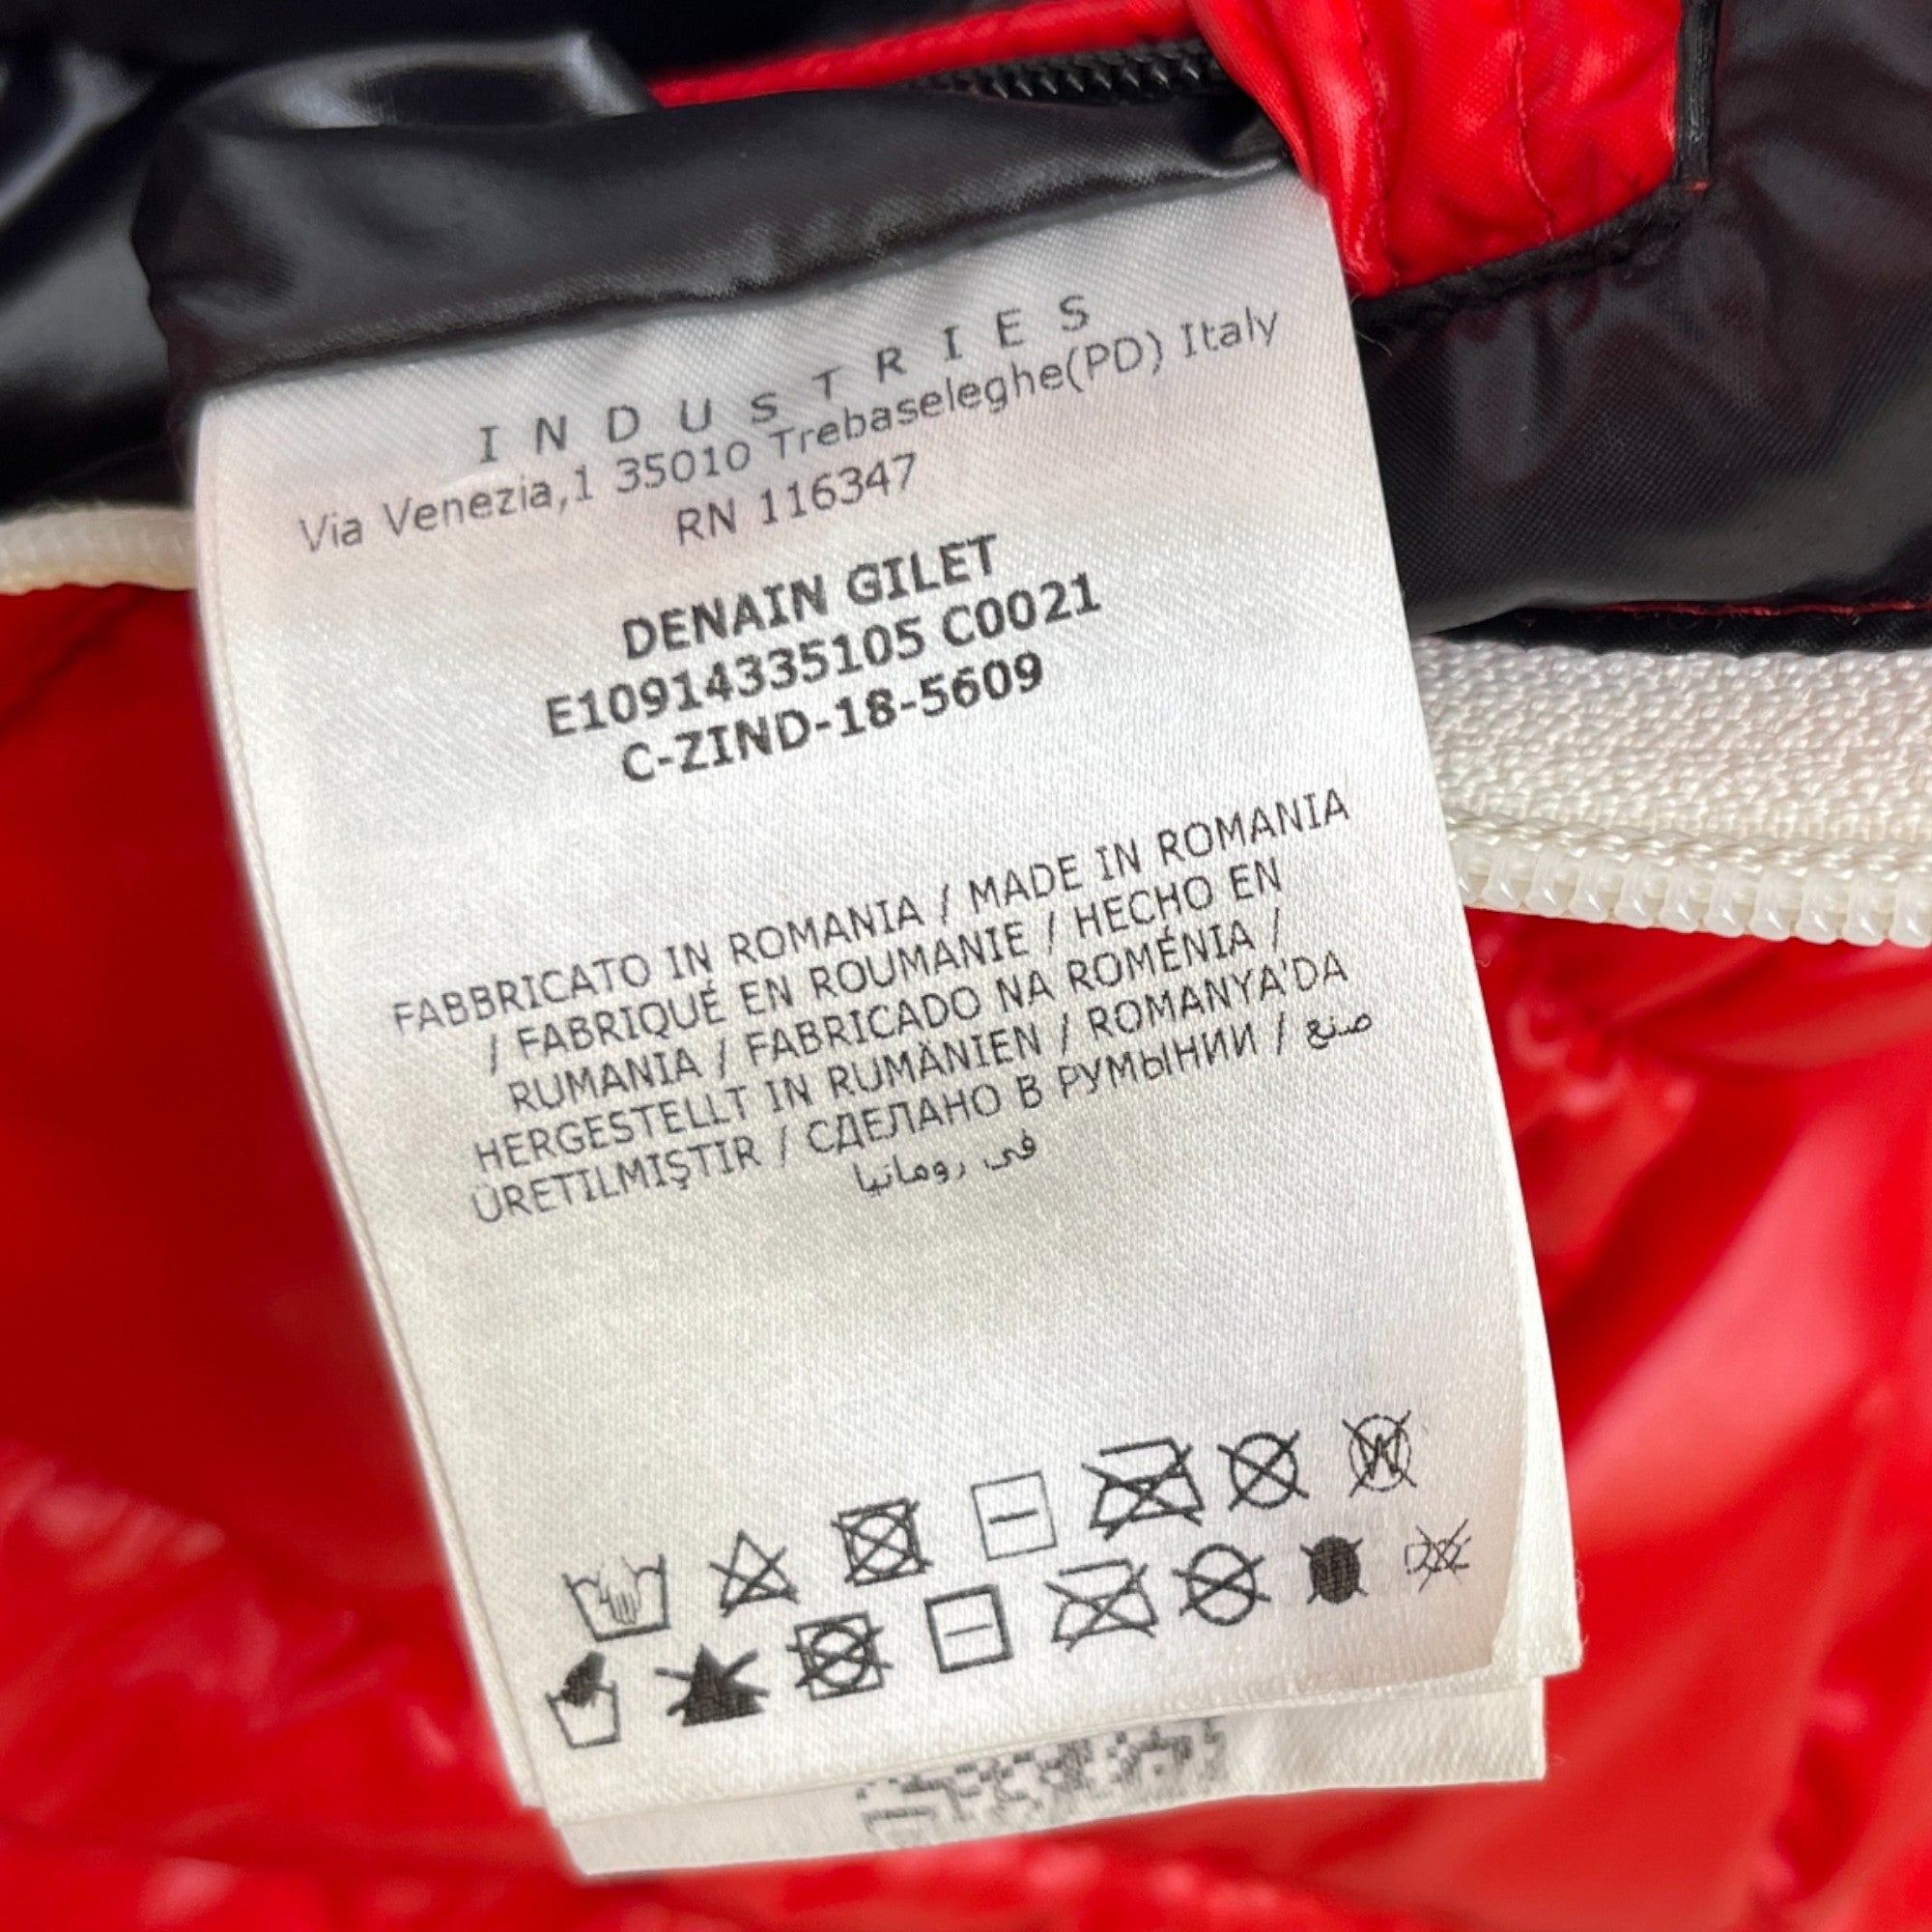 INDUSTRIES
Via Venezia,1 35010 Trebaseleghe(PD) Italy
RN 116347
DENAIN GILET
E10914335105 C0021
C-ZIND-18-5609
FABBRICATO IN ROMANIA / MADE IN ROMANIA
/ FABRIQUÉ EN ROUMANIE / HECHO EN
RUMANIA / FABRICADO NA ROMÉNIA /
HERGESTELLT IN RUMÄNIEN / ROMANYA'DA
ÜRETILMIŞTIR / СДЕЛАНО В РУМЫНИИ / صنع
في رومانيا
W